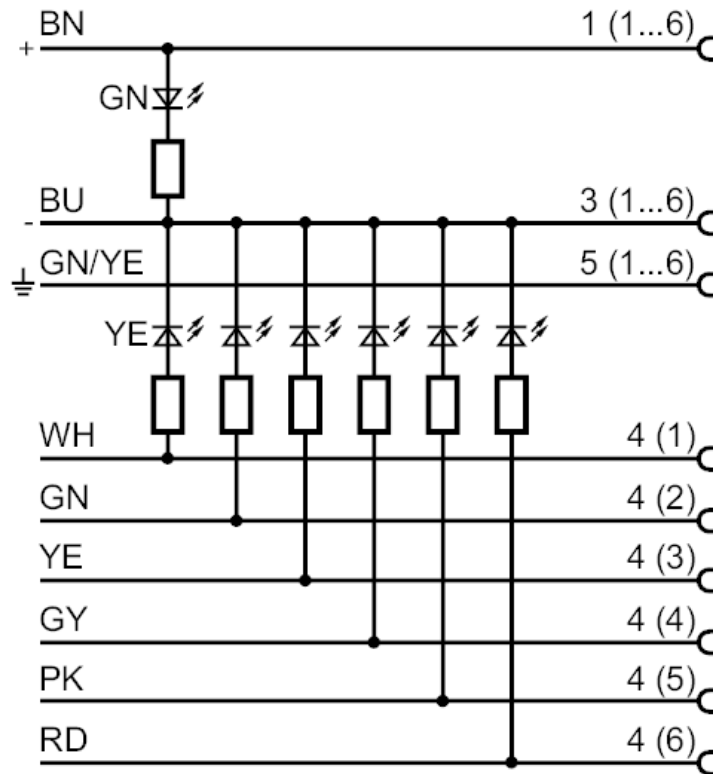 BN 1 (1...6)
+
GN
BU 3 (1...6)
-
GN/YE 5 (1...6)
YE
WH 4 (1)
GN 4 (2)
YE 4 (3)
GY 4 (4)
PK 4 (5)
RD 4 (6)